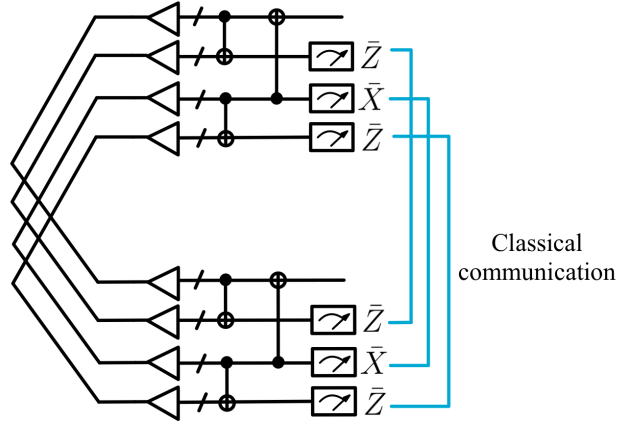 Z̄
X̄
Z̄
Classical
communication
Z̄
X̄
Z̄